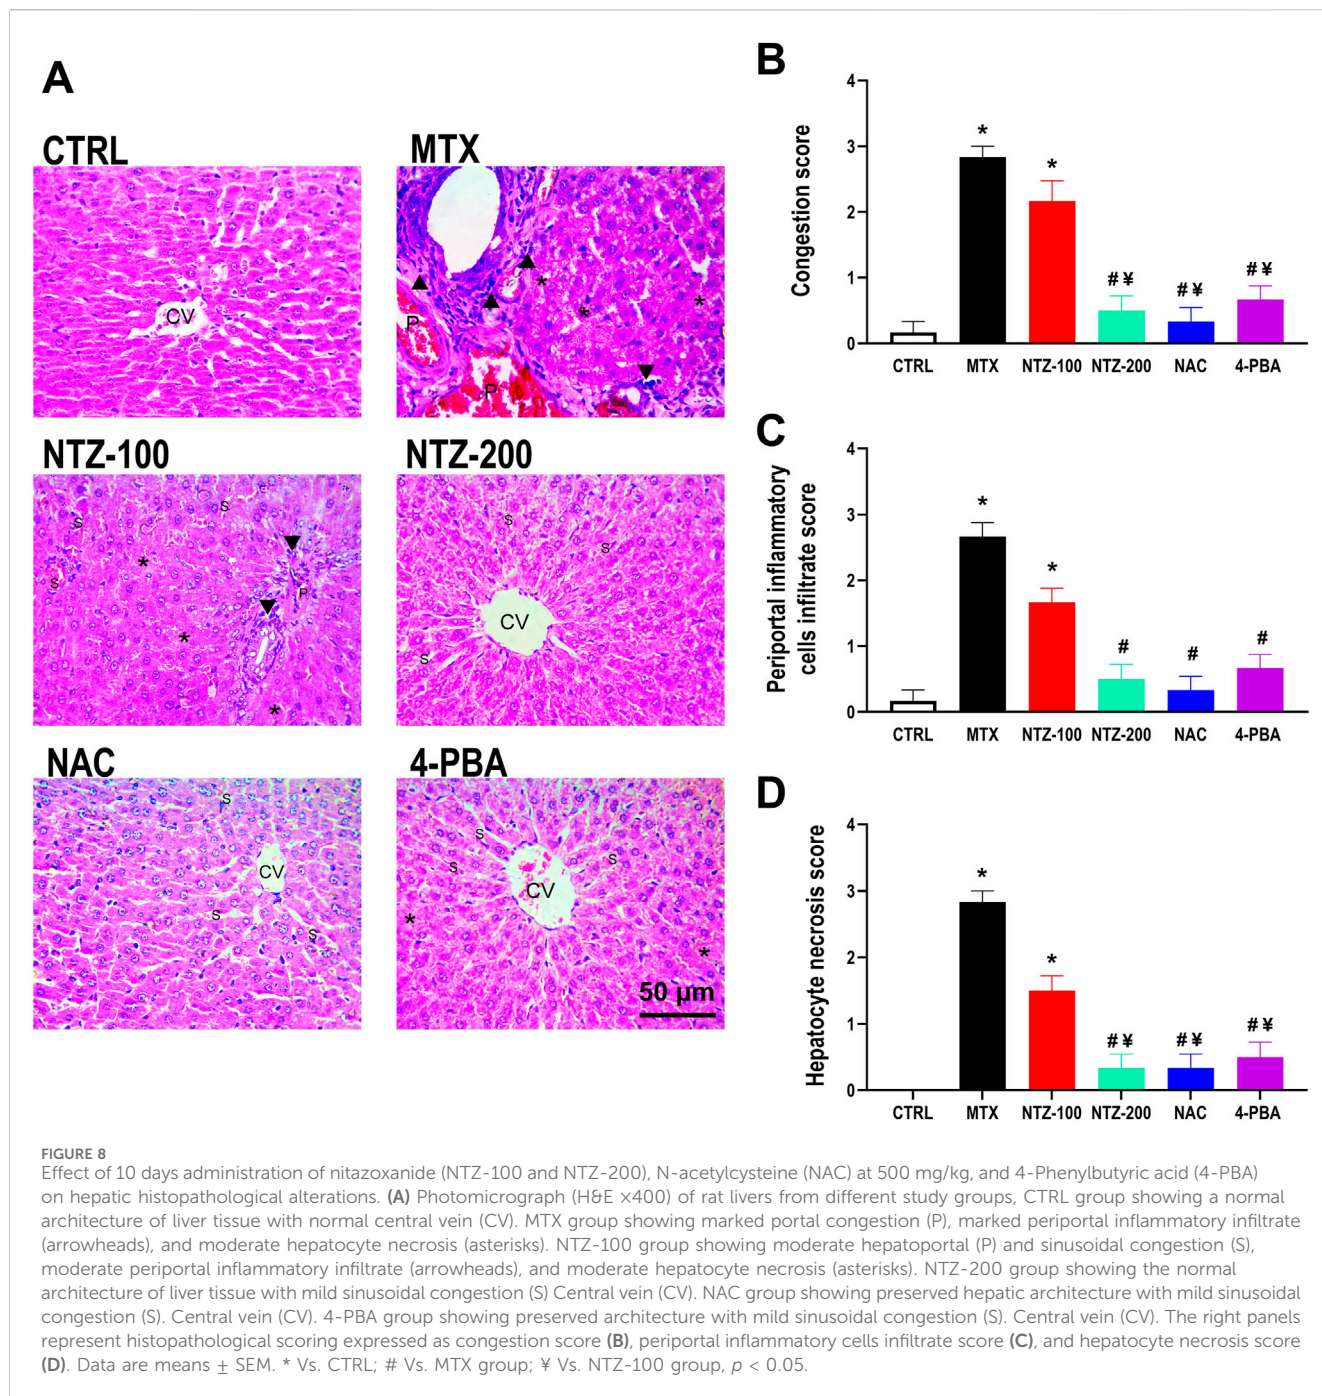 A
CTRL
CV
MTX
*
*
*
P
P
NTZ-100
S
S
S
P
*
*
*
NTZ-200
S
S
S
CV
NAC
S
CV
S
S
4-PBA
S
S
S
CV
*
*
50 µm
B
Congestion score
4
3
2
1
0
*
*
# ¥
# ¥
# ¥
CTRL
MTX
NTZ-100
NTZ-200
NAC
4-PBA
C
Periportal inflammatory
cells infiltrate score
4
3
2
1
0
*
*
#
#
#
CTRL
MTX
NTZ-100
NTZ-200
NAC
4-PBA
D
Hepatocyte necrosis score
4
3
2
1
0
*
*
# ¥
# ¥
# ¥
CTRL
MTX
NTZ-100
NTZ-200
NAC
4-PBA
FIGURE 8
Effect of 10 days administration of nitazoxanide (NTZ-100 and NTZ-200), N-acetylcysteine (NAC) at 500 mg/kg, and 4-Phenylbutyric acid (4-PBA)
on hepatic histopathological alterations. (A) Photomicrograph (H&E ×400) of rat livers from different study groups, CTRL group showing a normal
architecture of liver tissue with normal central vein (CV). MTX group showing marked portal congestion (P), marked periportal inflammatory infiltrate
(arrowheads), and moderate hepatocyte necrosis (asterisks). NTZ-100 group showing moderate hepatoportal (P) and sinusoidal congestion (S),
moderate periportal inflammatory infiltrate (arrowheads), and moderate hepatocyte necrosis (asterisks). NTZ-200 group showing the normal
architecture of liver tissue with mild sinusoidal congestion (S) Central vein (CV). NAC group showing preserved hepatic architecture with mild sinusoidal
congestion (S). Central vein (CV). 4-PBA group showing preserved architecture with mild sinusoidal congestion (S). Central vein (CV). The right panels
represent histopathological scoring expressed as congestion score (B), periportal inflammatory cells infiltrate score (C), and hepatocyte necrosis score
(D). Data are means ± SEM. * Vs. CTRL; # Vs. MTX group; ¥ Vs. NTZ-100 group, p < 0.05.